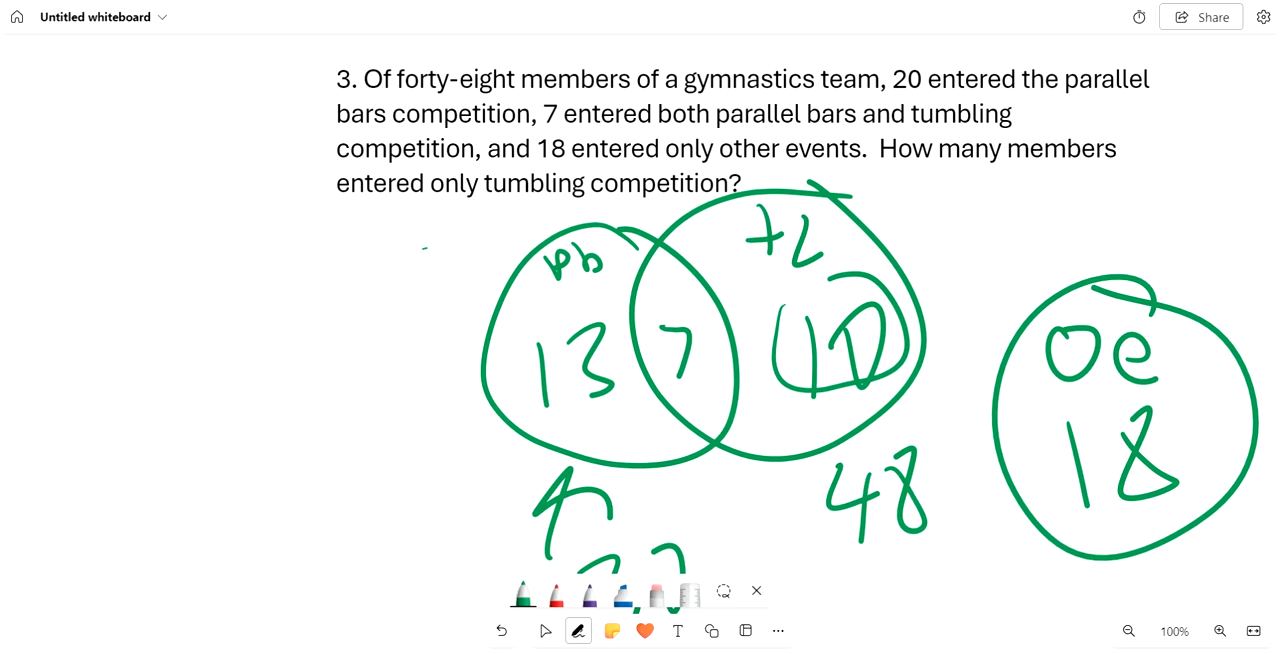 Untitled whiteboard
Share
3. Of forty-eight members of a gymnastics team, 20 entered the parallel
bars competition, 7 entered both parallel bars and tumbling
competition, and 18 entered only other events. How many members
entered only tumbling competition?
pb
13
7
10
oe
18
48
T
100%